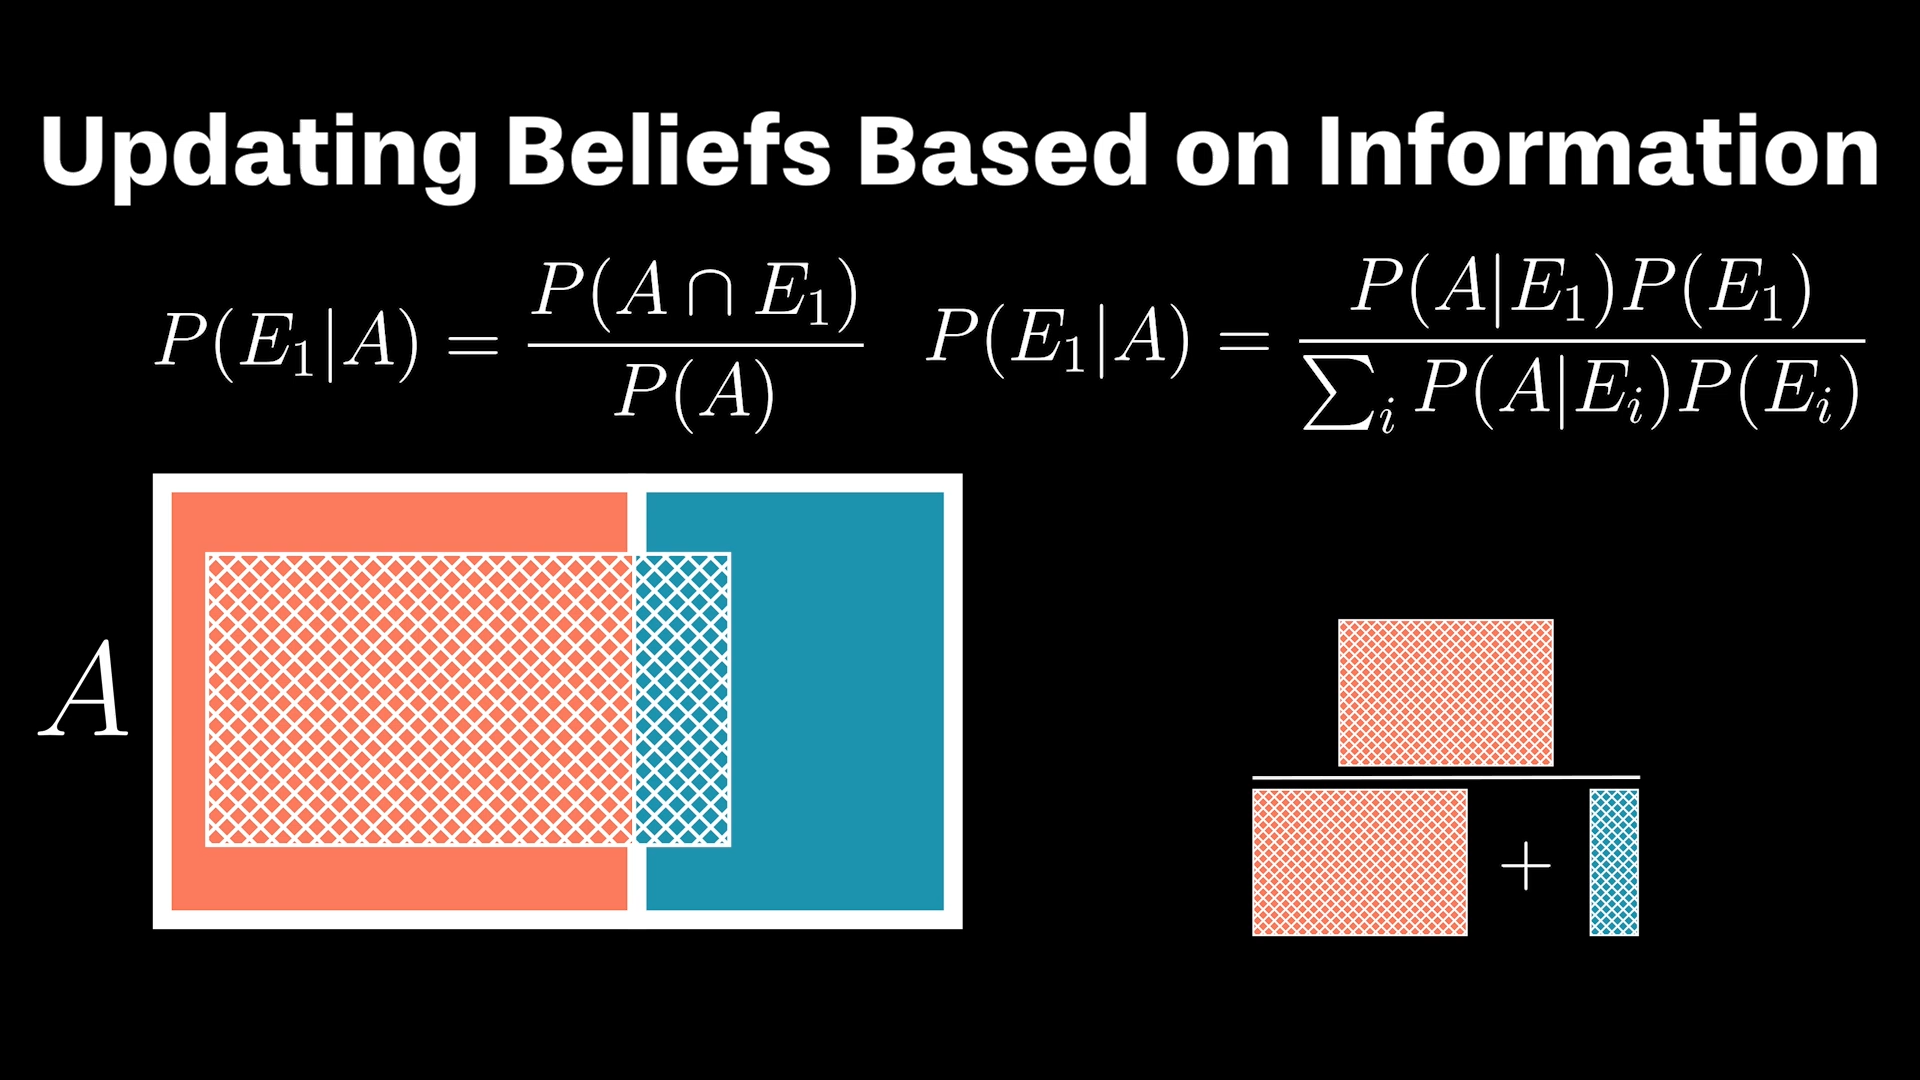 Updating Beliefs Based on Information
P(E₁|A) = P(A ∩ E₁) / P(A)
P(E₁|A) = P(A|E₁)P(E₁) / ∑ᵢ P(A|Eᵢ)P(Eᵢ)
A
+